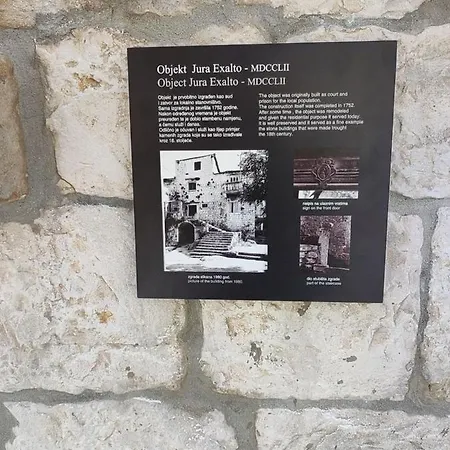 Objekt Jura Exalto - MDCCLII
Object Jura Exalto - MDCCLII
Objekt je prvobitno izgrađen kao sud
i zatvor za lokalno stanovništvo.
Sama izgradnja je završila 1752 godine.
Nakon određenog vremena je objekt
preuređen te je dobio stambenu namjenu,
a čemu služi i danas.
Odlično je očuvan i služi kao lijep primjer
kamenih zgrada koje su se tako izrađivale
kroz 18. stoljeće.
The object was originally built as court and
prison for the local population.
The construction itself was completed in 1752.
After some time , the object was remodeled
and given the residential purpose it served today.
It is well preserved and it served as a fine example
the stone buildings that were made trought
the 18th century.
natpis na ulaznim vratima
sign on the front door
zgrada slikana 1980 god.
picture of the building from 1980.
dio stubišta zgrade
part of the staircase